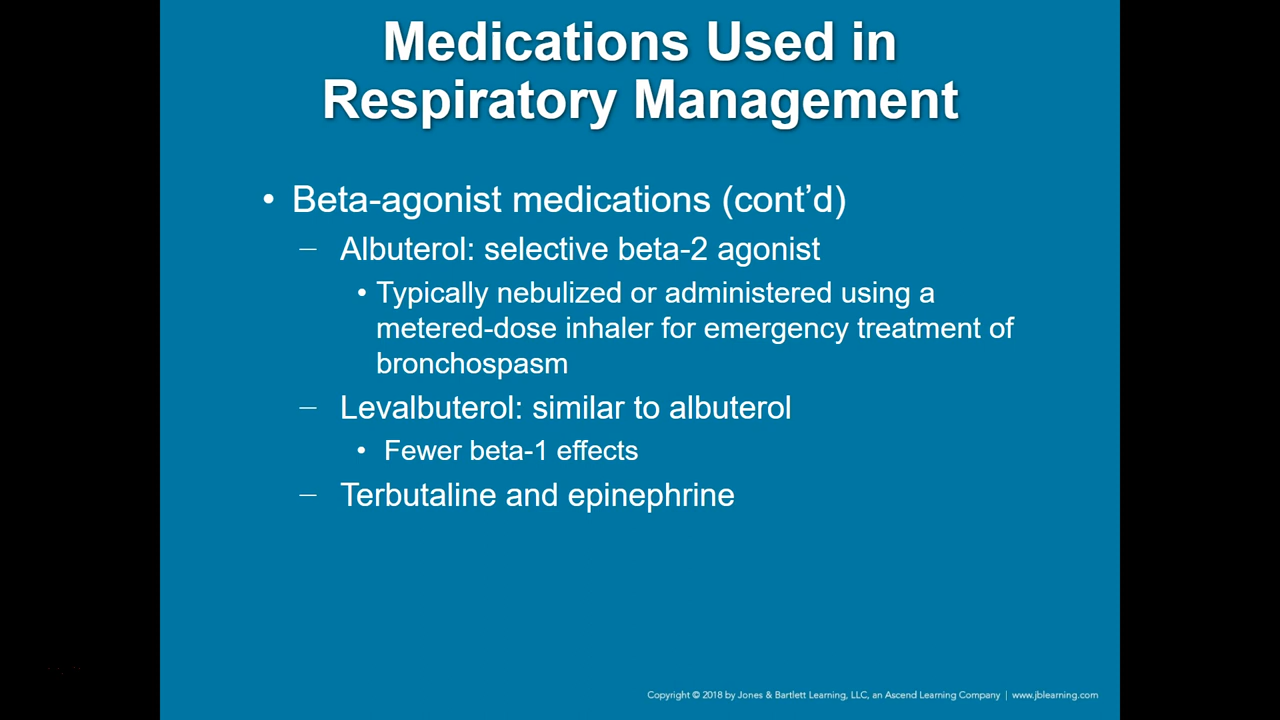 Medications Used in
Respiratory Management
• Beta-agonist medications (cont’d)
– Albuterol: selective beta-2 agonist
• Typically nebulized or administered using a
metered-dose inhaler for emergency treatment of
bronchospasm
– Levalbuterol: similar to albuterol
• Fewer beta-1 effects
– Terbutaline and epinephrine
Copyright © 2018 by Jones & Bartlett Learning, LLC, an Ascend Learning Company | www.jblearning.com